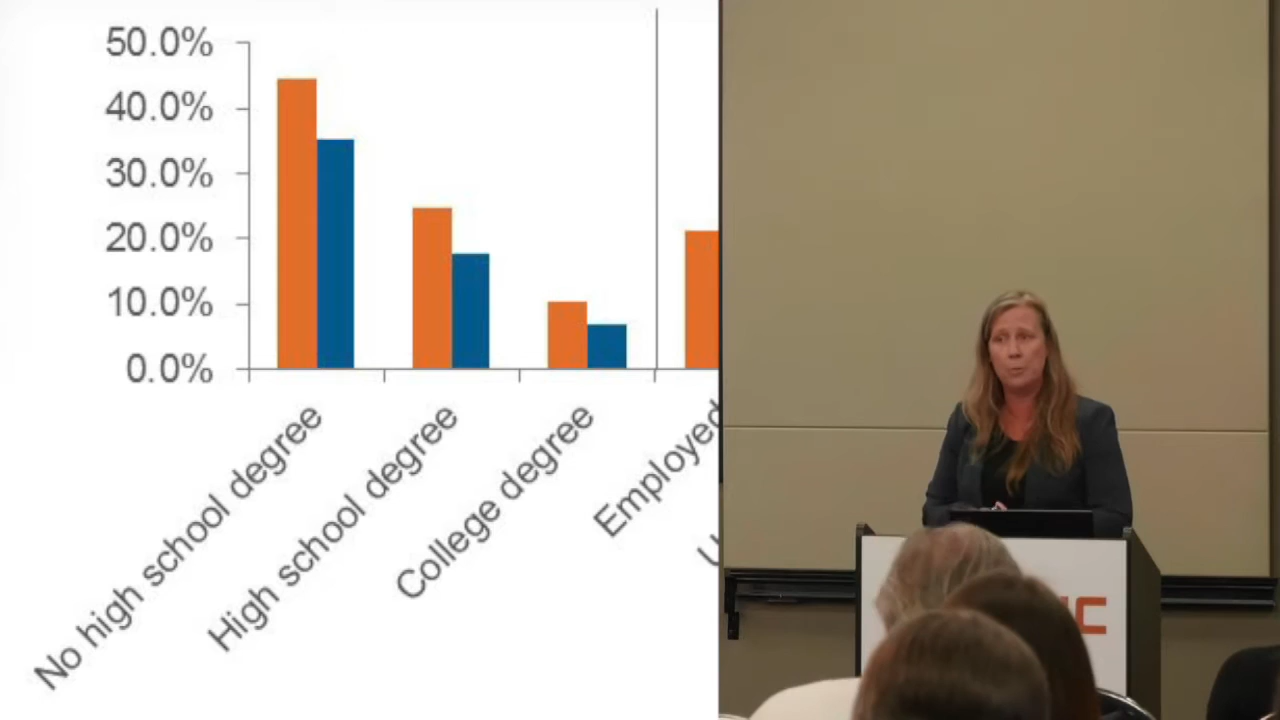 50.0%
40.0%
30.0%
20.0%
10.0%
0.0%
No high school degree
High school degree
College degree
Employed